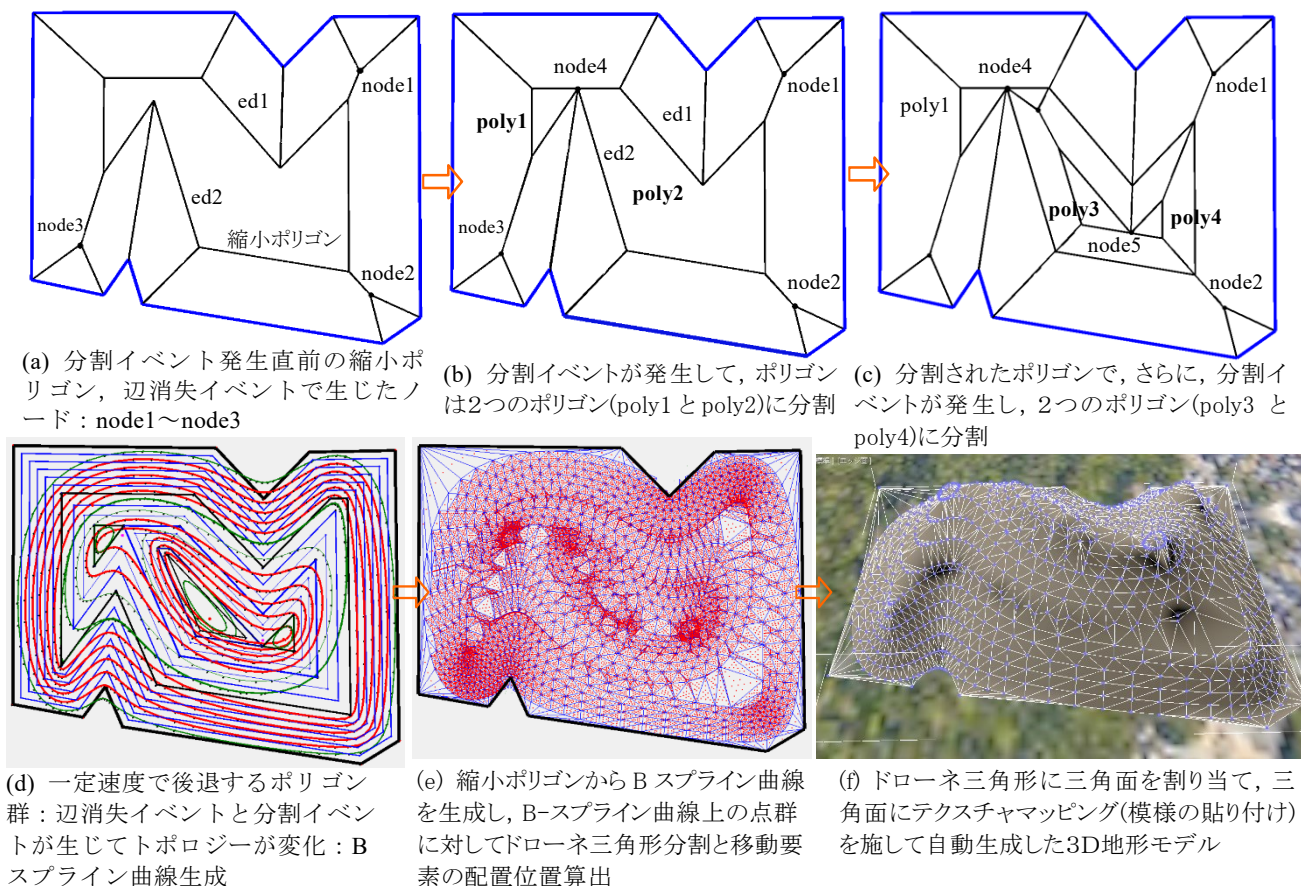 node4
node4
node1
node1
node1
ed1
ed1
poly1
poly1
ed2
ed2
poly2
poly3
poly4
node3
node3
縮小ポリゴン
node5
node2
node2
node2
(a) 分割イベント発生直前の縮小ポ
リゴン，辺消失イベントで生じたノ
ード：node1～node3
(b) 分割イベントが発生して，ポリゴン
は２つのポリゴン(poly1 と poly2)に分割
(c) 分割されたポリゴンで，さらに，分割イ
ベントが発生し，２つのポリゴン(poly3 と
poly4)に分割
(d) 一定速度で後退するポリゴン
群：辺消失イベントと分割イベン
トが生じてトポロジーが変化：B
スプライン曲線生成
(e) 縮小ポリゴンから B スプライン曲線
を生成し，B-スプライン曲線上の点群
に対してドローネ三角形分割と移動要
素の配置位置算出
(f) ドローネ三角形に三角面を割り当て，三
角面にテクスチャマッピング(模様の貼り付け)
を施して自動生成した３D地形モデル